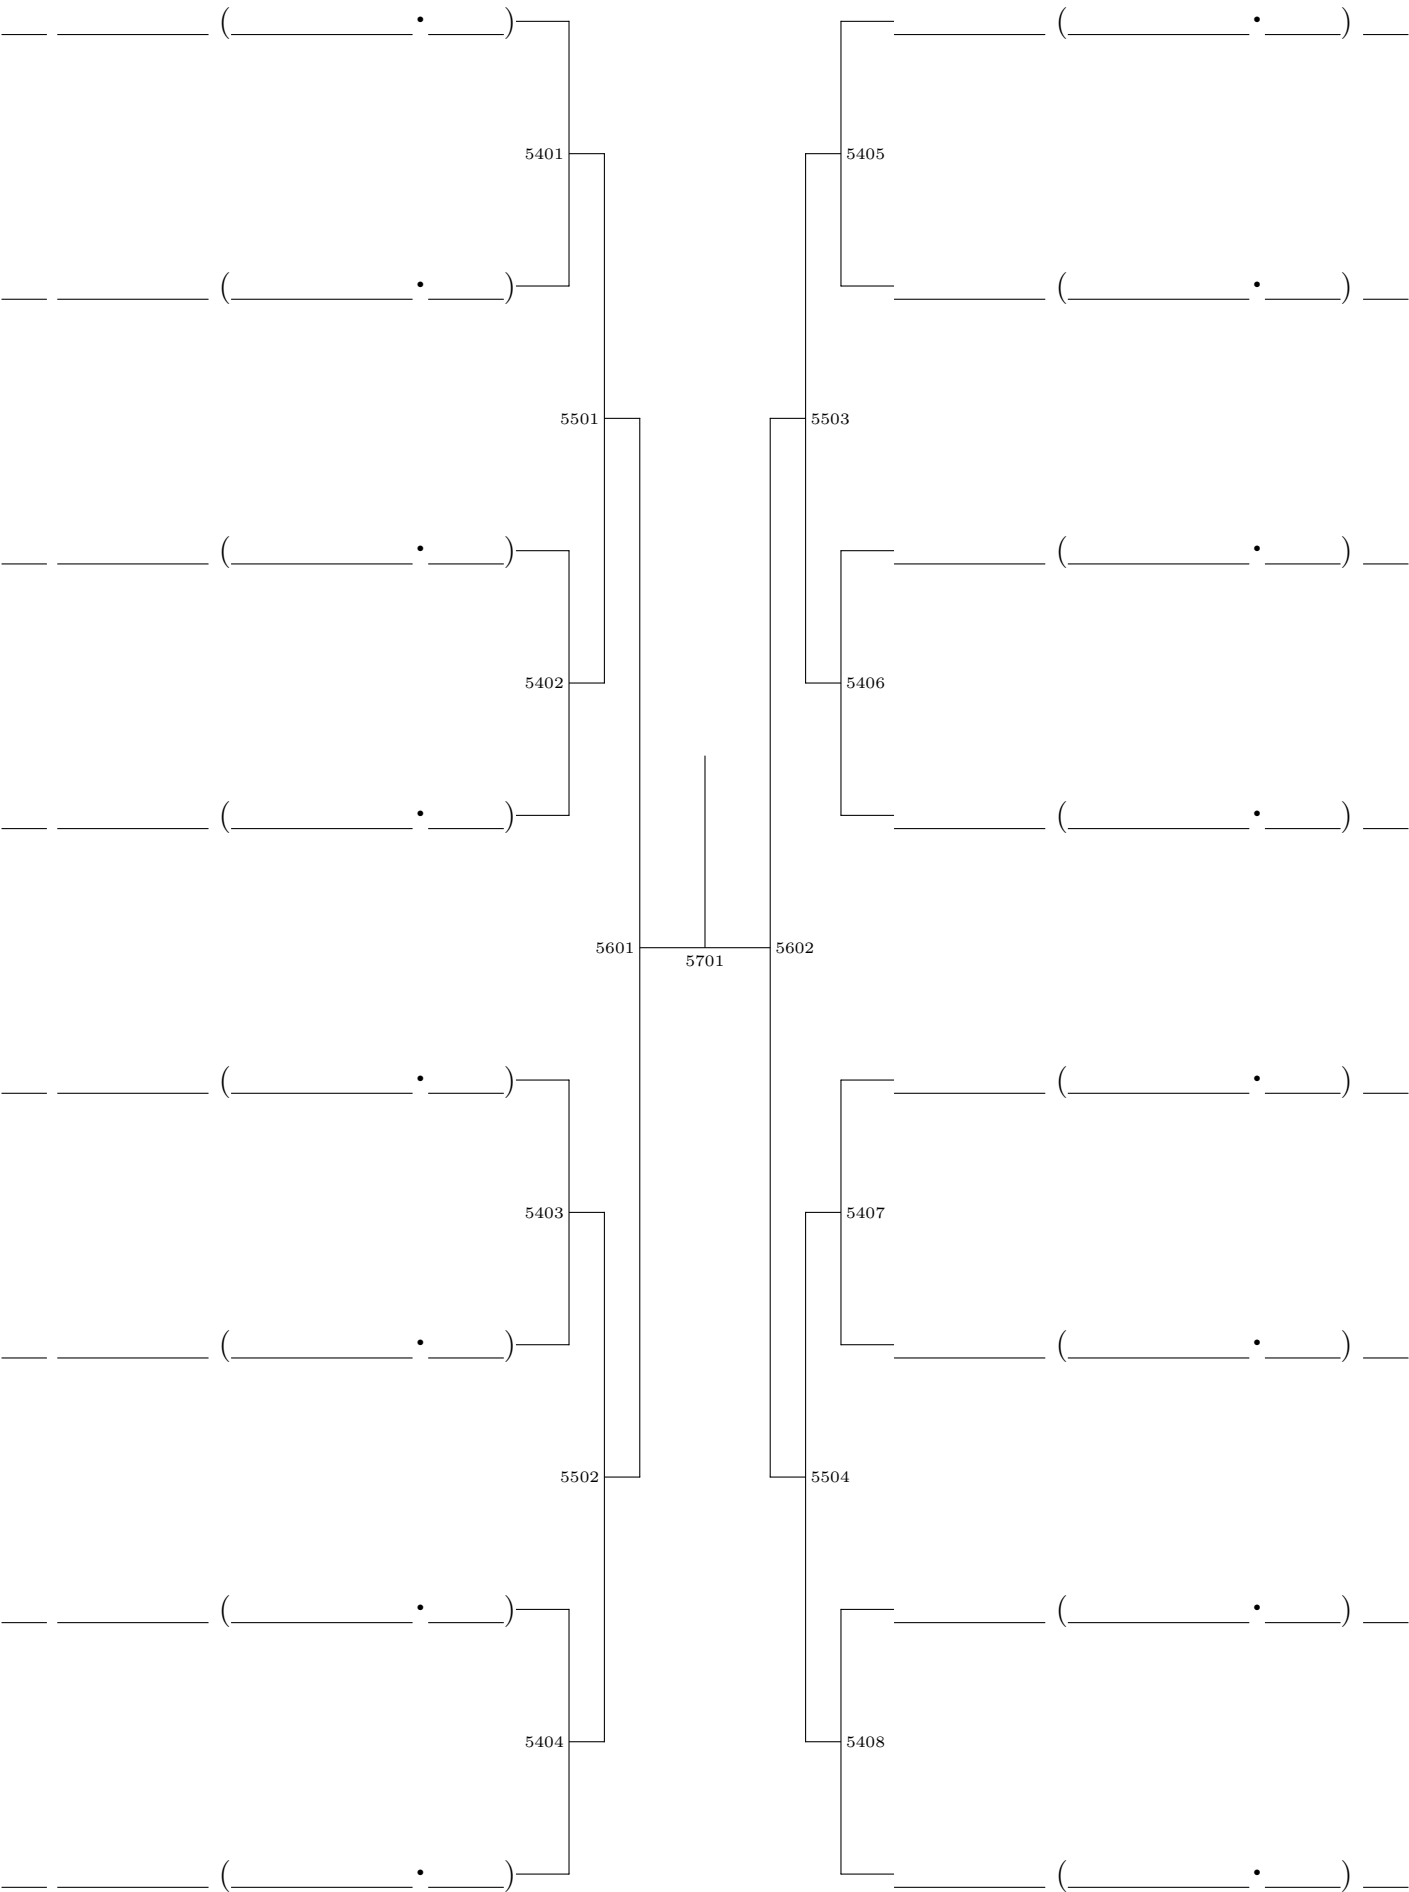 ( • ) ( • )
5401 5405
( • ) ( • )
5501 5503
( • ) ( • )
5402 5406
( • ) ( • )
5601 5602
5701
( • ) ( • )
5403 5407
( • ) ( • )
5502 5504
( • ) ( • )
5404 5408
( • ) ( • )